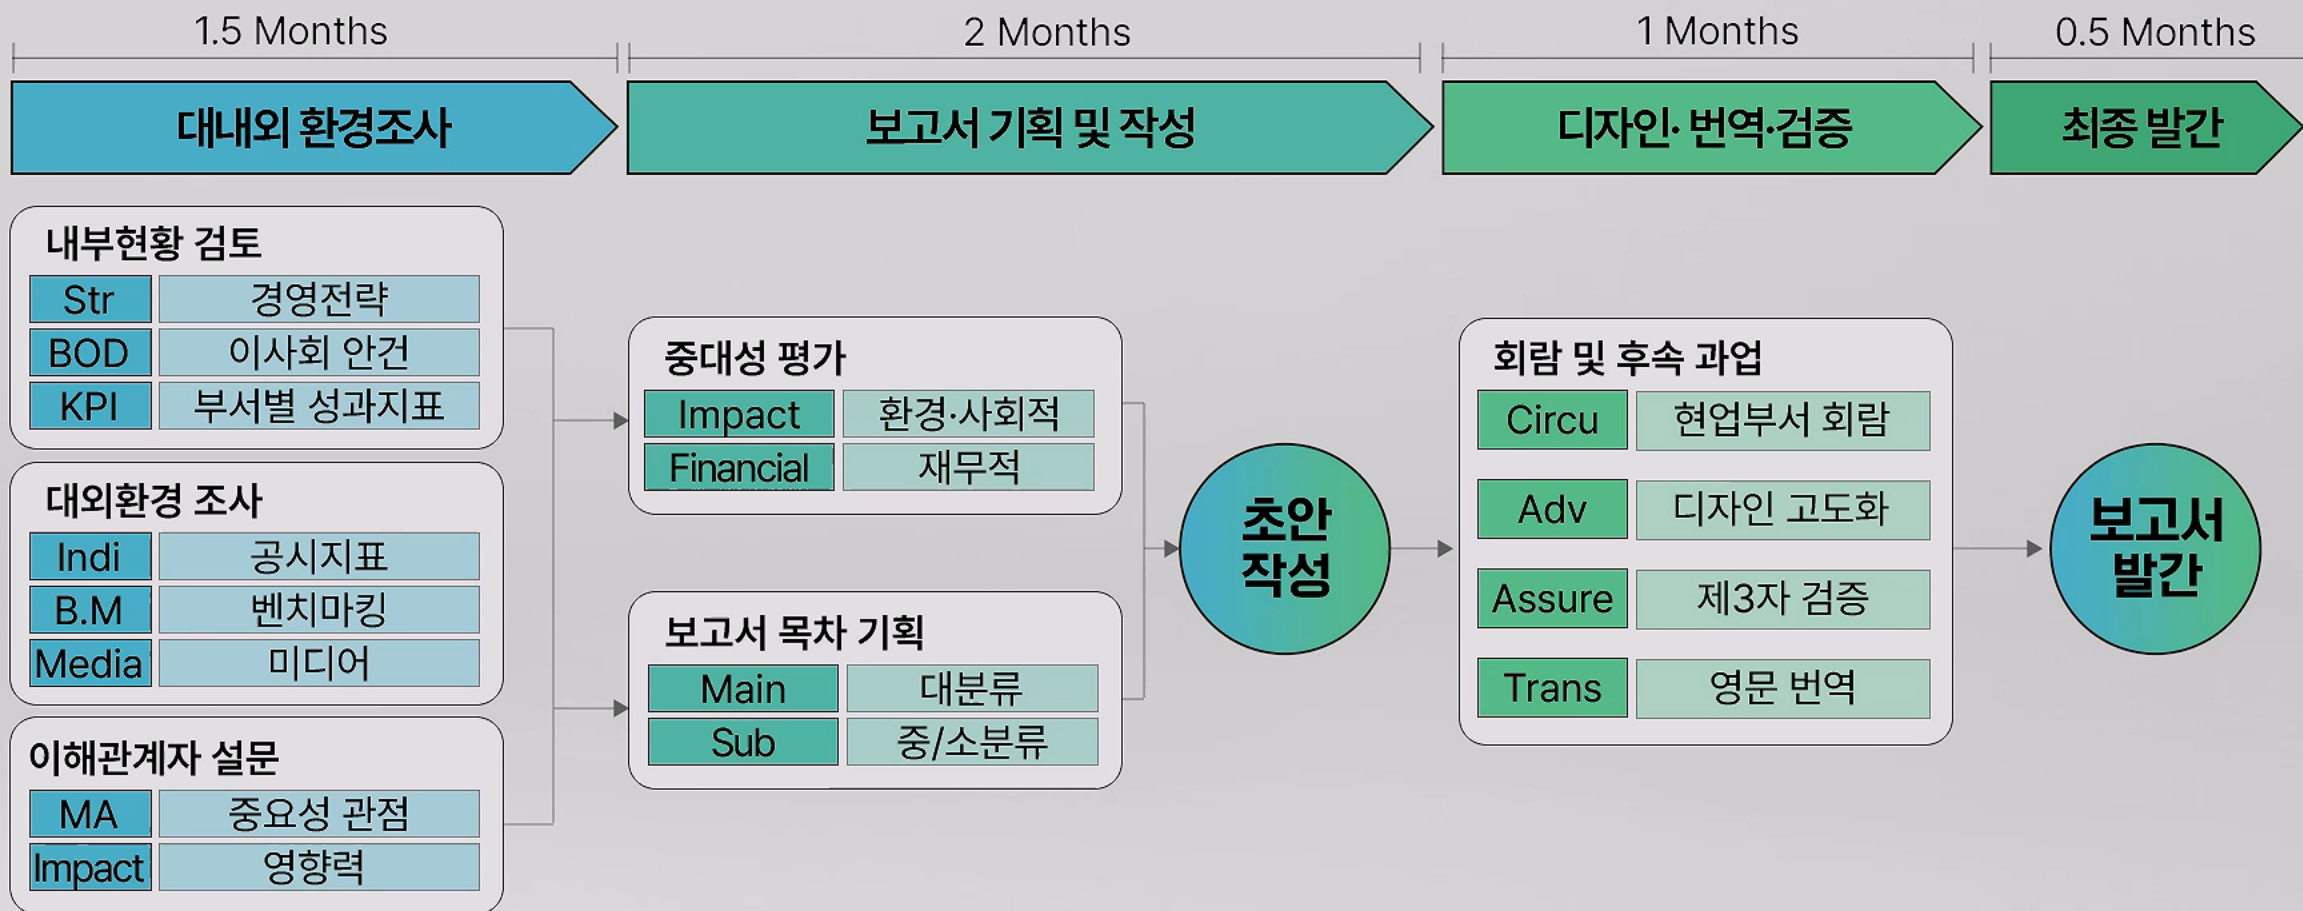 1.5 Months
2 Months
1 Months
0.5 Months
대내외 환경조사
보고서 기획 및 작성
디자인· 번역·검증
최종 발간
내부현황 검토
Str 경영전략
BOD 이사회 안건
KPI 부서별 성과지표
대외환경 조사
Indi 공시지표
B.M 벤치마킹
Media 미디어
이해관계자 설문
MA 중요성 관점
Impact 영향력
중대성 평가
Impact 환경·사회적
Financial 재무적
보고서 목차 기획
Main 대분류
Sub 중/소분류
초안
작성
회람 및 후속 과업
Circu 현업부서 회람
Adv 디자인 고도화
Assure 제3자 검증
Trans 영문 번역
보고서
발간